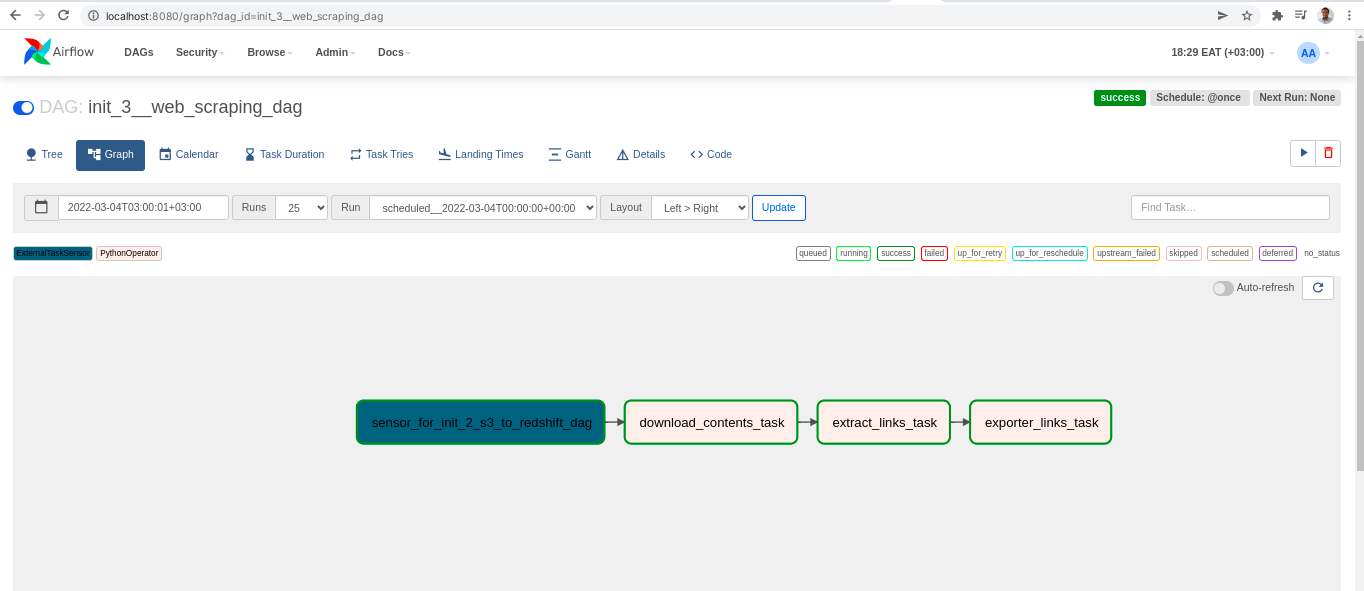 localhost:8080/graph?dag_id=init_3__web_scraping_dag
Airflow DAGs Security Browse Admin Docs 18:29 EAT (+03:00) AA
DAG: init_3__web_scraping_dag success Schedule: @once Next Run: None
Tree Graph Calendar Task Duration Task Tries Landing Times Gantt Details Code
2022-03-04T03:00:01+03:00 Runs 25 Run scheduled__2022-03-04T00:00:00+00:00 Layout Left > Right Update Find Task…
ExternalTaskSensor PythonOperator queued running success failed up_for_retry up_for_reschedule upstream_failed skipped scheduled deferred no_status
Auto-refresh
sensor_for_init_2_s3_to_redshift_dag download_contents_task extract_links_task exporter_links_task